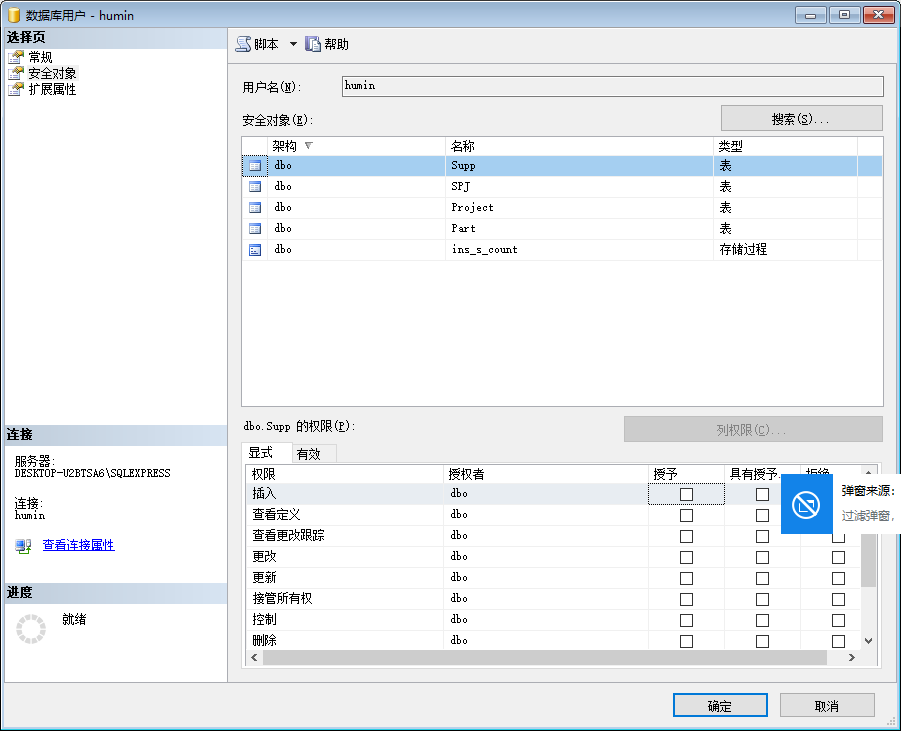 数据库用户 - humin
选择页
常规
安全对象
扩展属性
脚本 帮助
用户名(N): humin
安全对象(E): 搜索(S)...
架构 名称 类型
dbo Supp 表
dbo SPJ 表
dbo Project 表
dbo Part 表
dbo ins_s_count 存储过程
连接
服务器:
DESKTOP-U2BTSA6\SQLEXPRESS
连接:
humin
查看连接属性
进度
就绪
dbo.Supp 的权限(P): 列权限(C)...
显式 有效
权限 授权者 授予 具有授予.
插入 dbo
查看定义 dbo
查看更改跟踪 dbo
更改 dbo
更新 dbo
接管所有权 dbo
控制 dbo
删除 dbo
弹窗来源:
过滤弹窗,
确定 取消